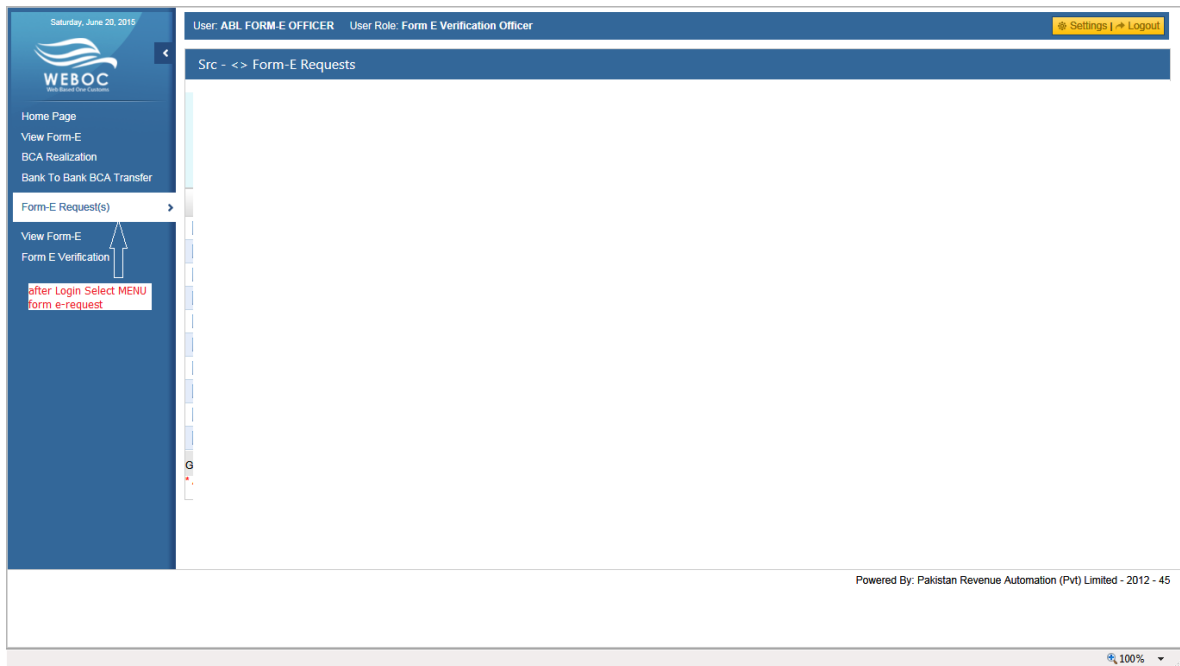 Saturday, June 20, 2015
WEBOC
Web Based One Customs
User: ABL FORM-E OFFICER User Role: Form E Verification Officer
Settings | Logout
Src - <> Form-E Requests
Home Page
View Form-E
BCA Realization
Bank To Bank BCA Transfer
Form-E Request(s)
View Form-E
Form E Verification
after Login Select MENU
form e-request
G
*
Powered By: Pakistan Revenue Automation (Pvt) Limited - 2012 - 45
100%